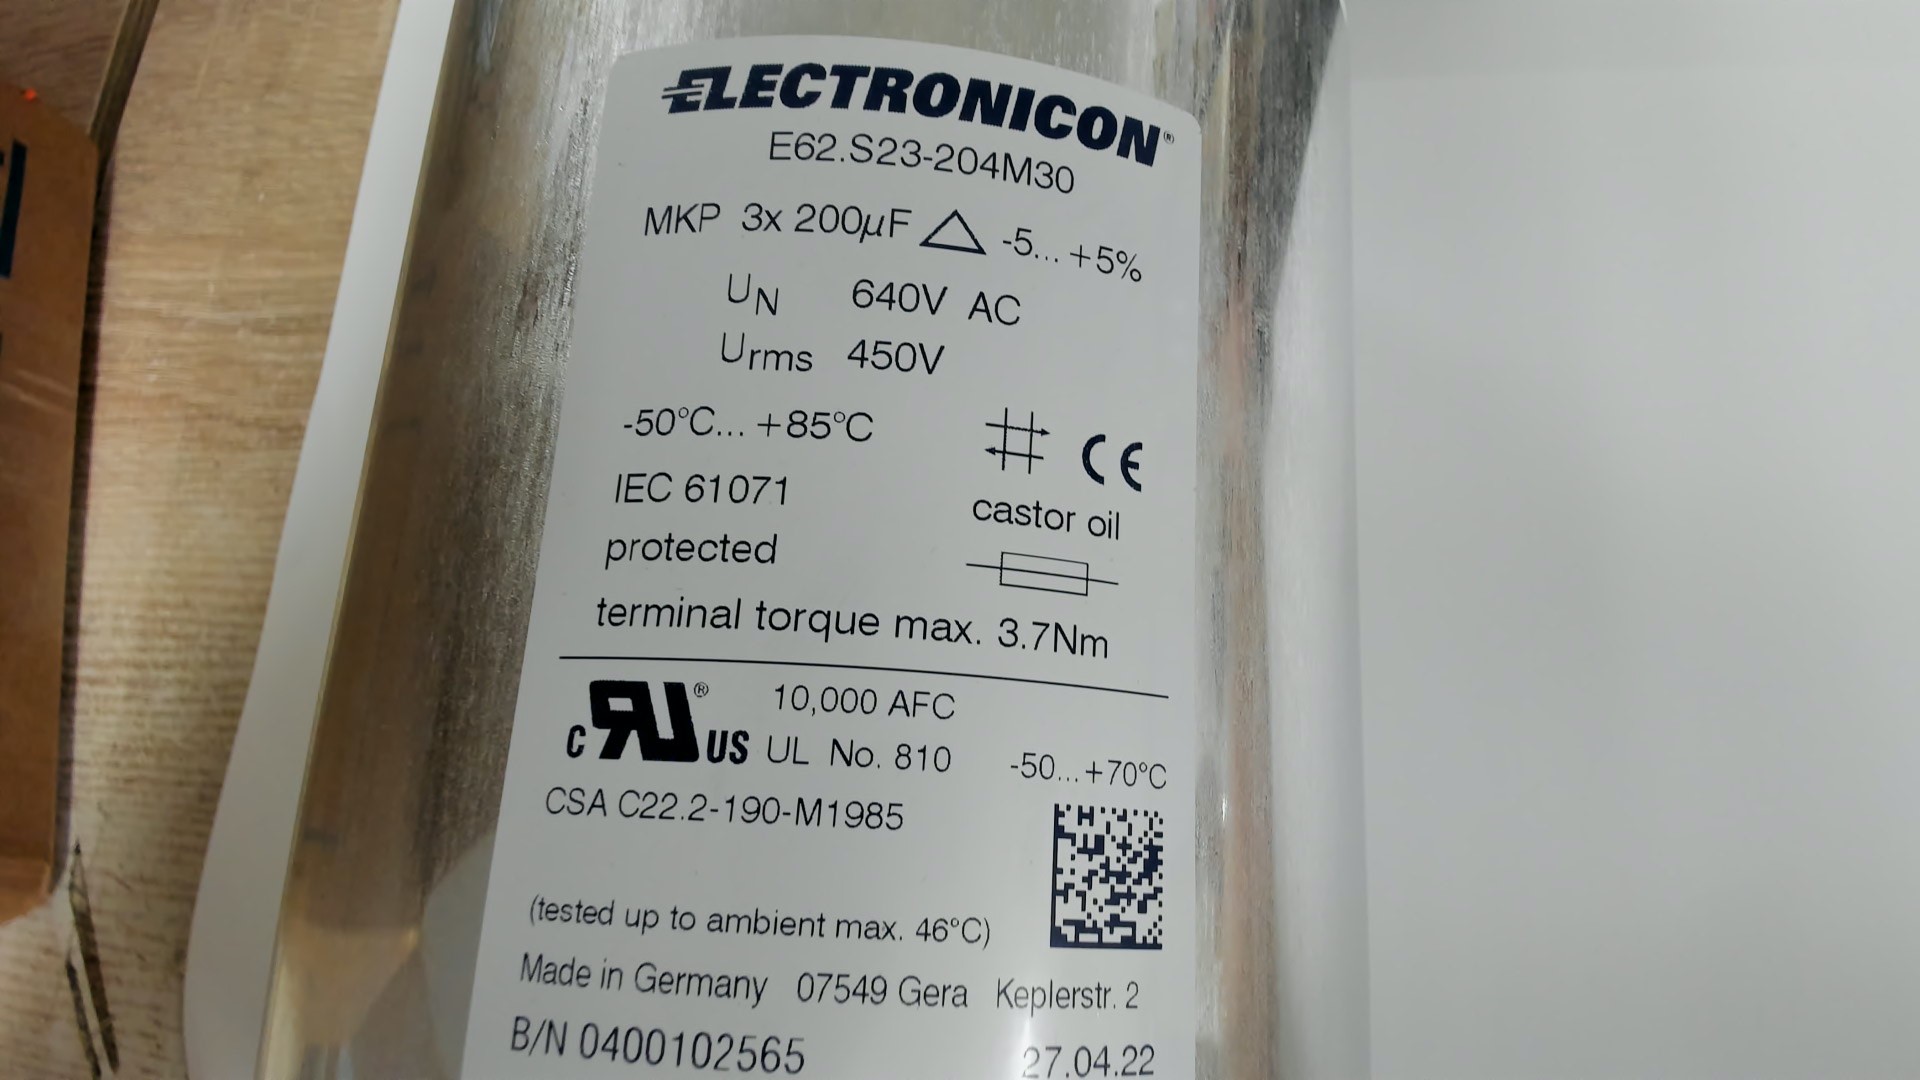 ELECTRONICON®
E62.S23-204M30
MKP 3x 200µF △ -5... +5%
UN 640V AC
Urms 450V
-50°C... +85°C
CE
IEC 61071
castor oil
protected
terminal torque max. 3.7Nm
c RU® US 10,000 AFC
UL No. 810 -50...+70°C
CSA C22.2-190-M1985
(tested up to ambient max. 46°C)
Made in Germany 07549 Gera Keplerstr. 2
B/N 0400102565 27.04.22